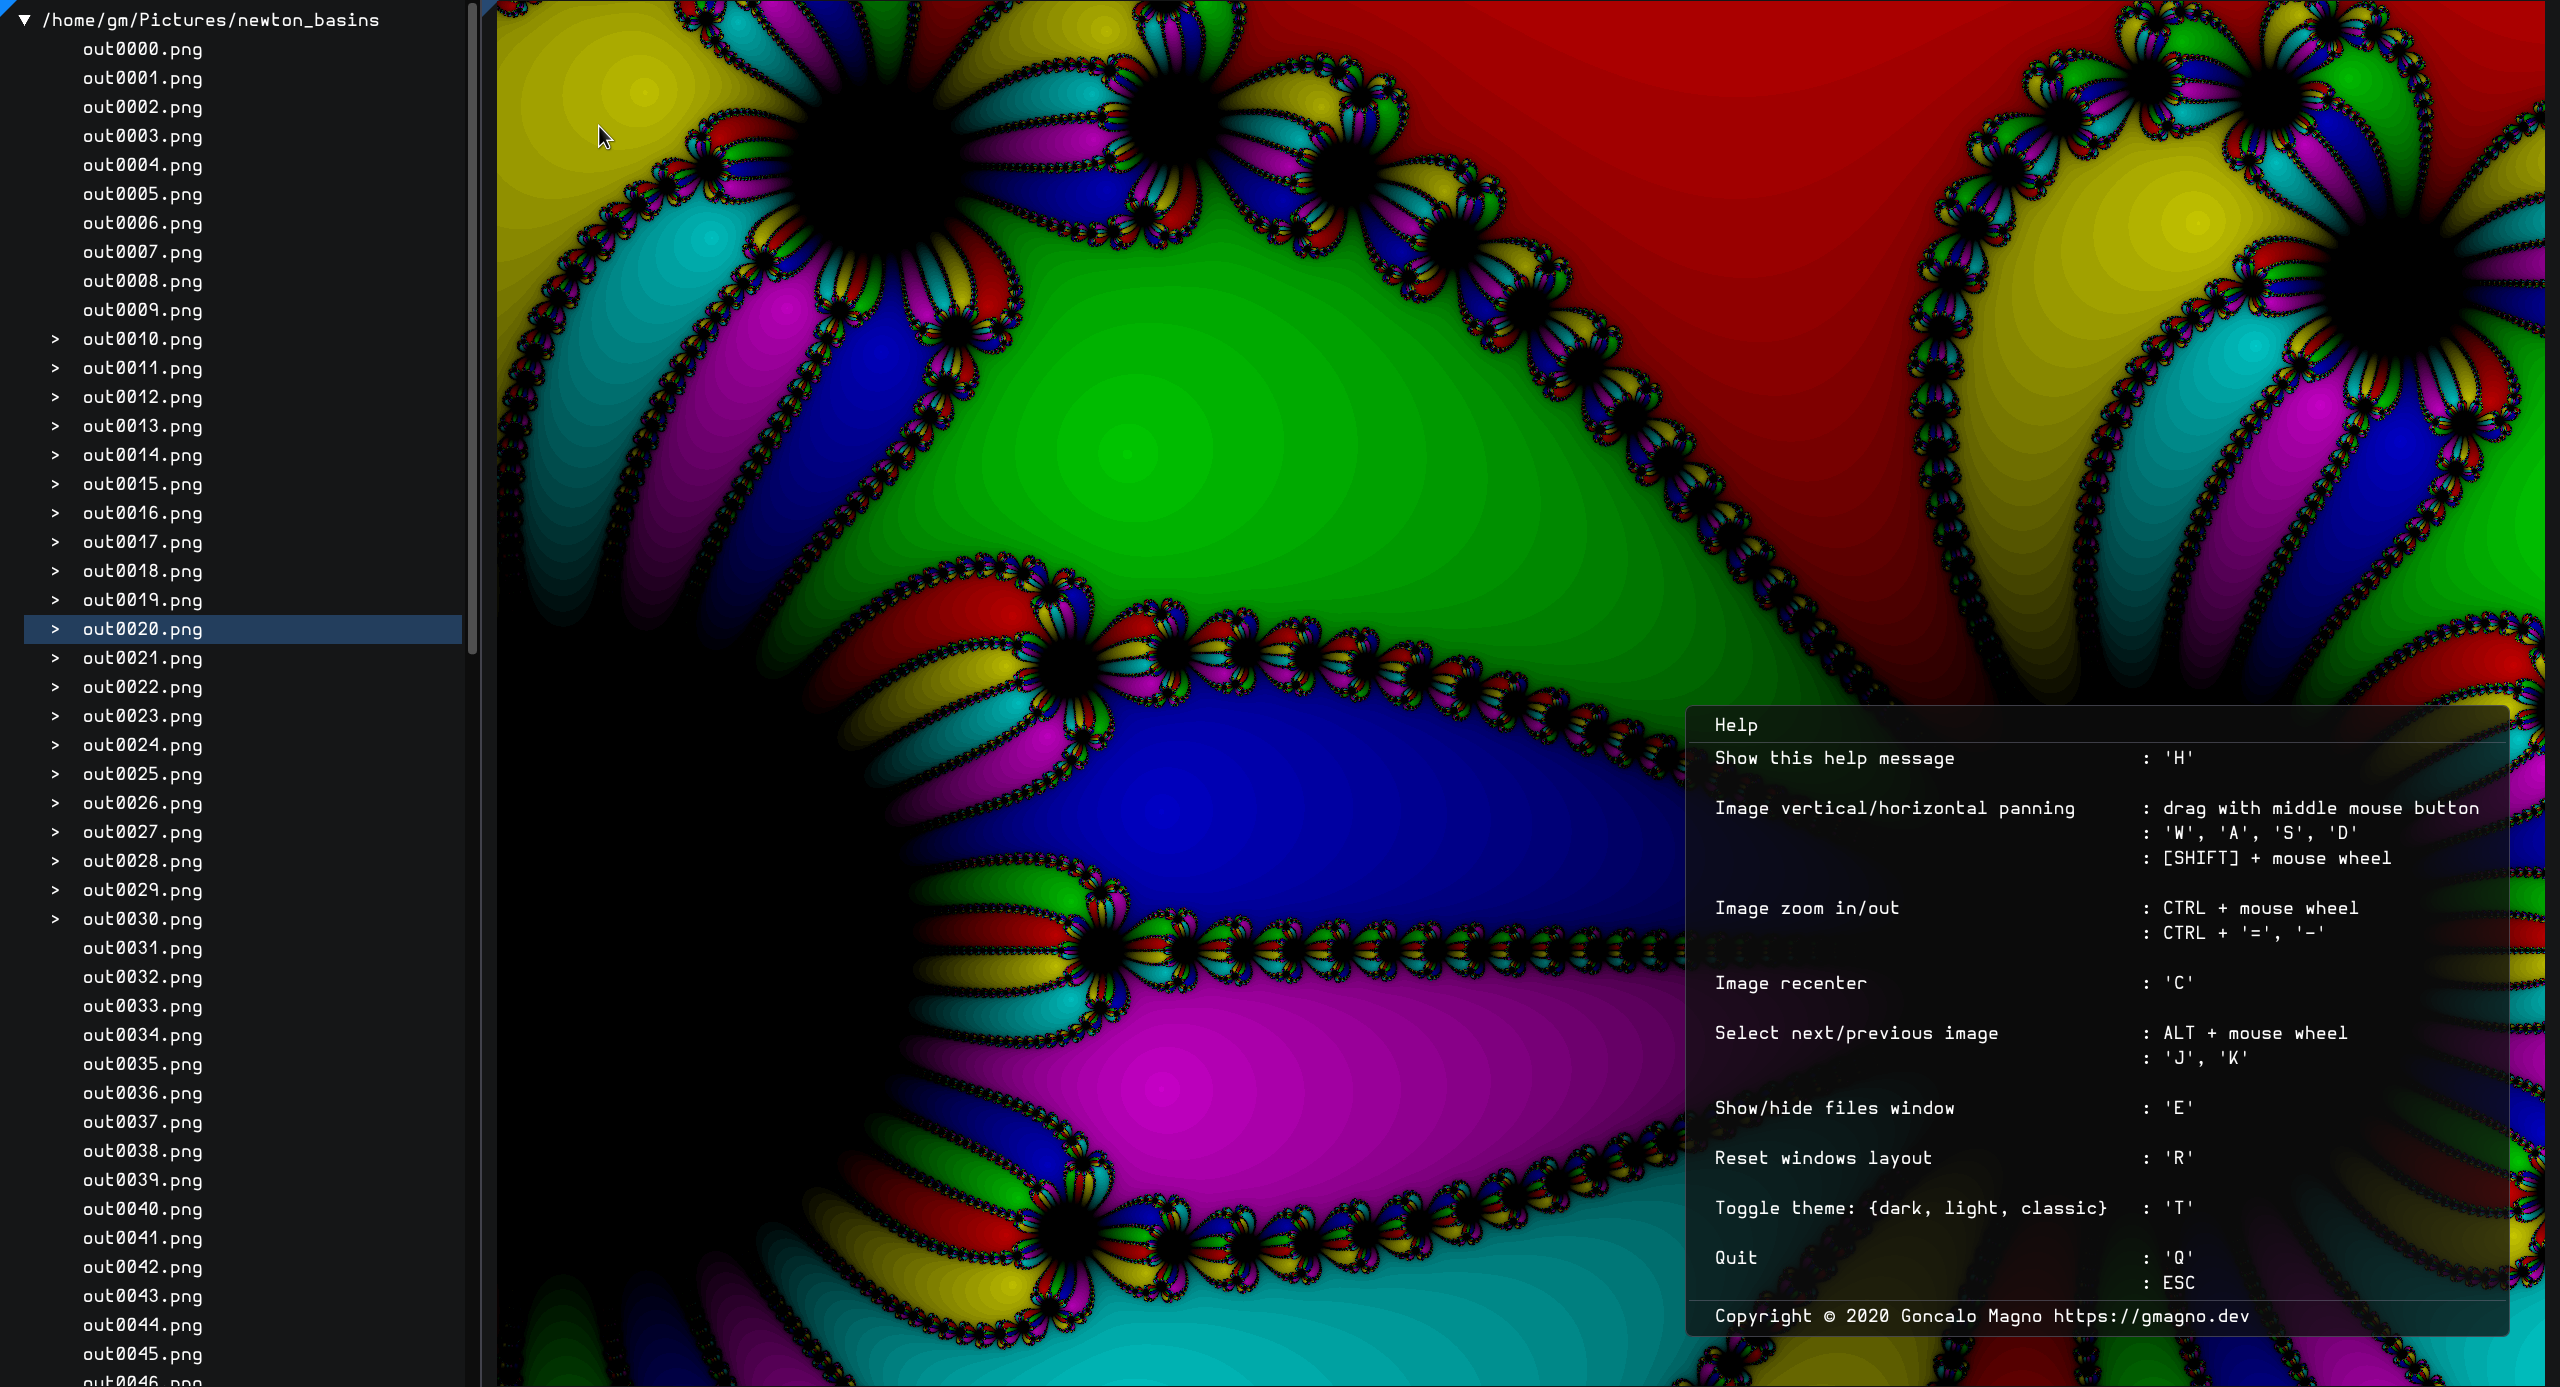 ▼ /home/gm/Pictures/newton_basins
out0000.png
out0001.png
out0002.png
out0003.png
out0004.png
out0005.png
out0006.png
out0007.png
out0008.png
out0009.png
> out0010.png
> out0011.png
> out0012.png
> out0013.png
> out0014.png
> out0015.png
> out0016.png
> out0017.png
> out0018.png
> out0019.png
> out0020.png
> out0021.png
> out0022.png
> out0023.png
> out0024.png
> out0025.png
> out0026.png
> out0027.png
> out0028.png
> out0029.png
> out0030.png
out0031.png
out0032.png
out0033.png
out0034.png
out0035.png
out0036.png
out0037.png
out0038.png
out0039.png
out0040.png
out0041.png
out0042.png
out0043.png
out0044.png
out0045.png
out0046.png
Help
Show this help message : 'H'
Image vertical/horizontal panning : drag with middle mouse button
: 'W', 'A', 'S', 'D'
: [SHIFT] + mouse wheel
Image zoom in/out : CTRL + mouse wheel
: CTRL + '=', '-'
Image recenter : 'C'
Select next/previous image : ALT + mouse wheel
: 'J', 'K'
Show/hide files window : 'E'
Reset windows layout : 'R'
Toggle theme: {dark, light, classic} : 'T'
Quit : 'Q'
: ESC
Copyright © 2020 Goncalo Magno https://gmagno.dev